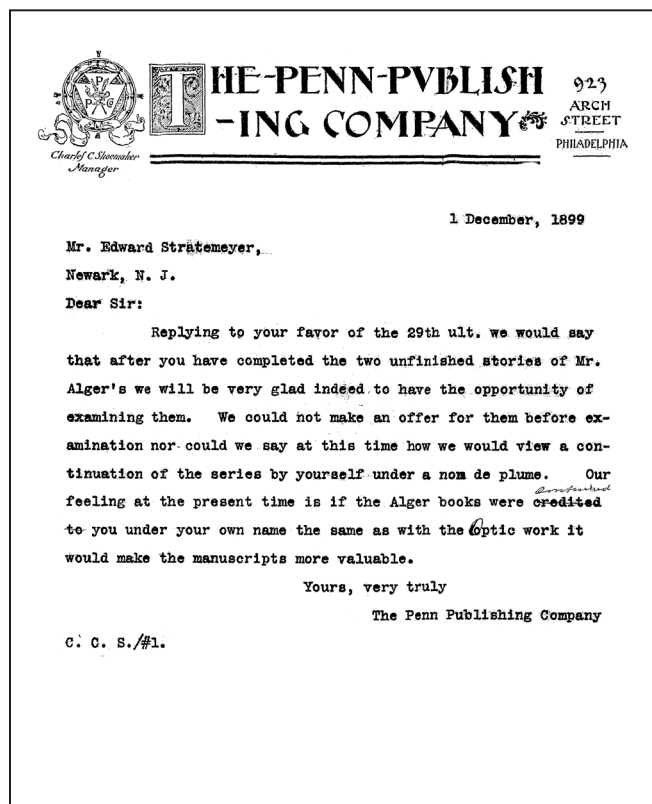 THE-PENN-PVBLISH
-ING COMPANY
923
ARCH
STREET
PHILADELPHIA
P P C
Charles C. Shoemaker
Manager
1 December, 1899
Mr. Edward Stratemeyer,
Newark, N. J.
Dear Sir:
Replying to your favor of the 29th ult. we would say
that after you have completed the two unfinished stories of Mr.
Alger's we will be very glad indeed to have the opportunity of
examining them. We could not make an offer for them before ex-
amination nor could we say at this time how we would view a con-
tinuation of the series by yourself under a nom de plume. Our
continued
feeling at the present time is if the Alger books were credited
to you under your own name the same as with the Optic work it
would make the manuscripts more valuable.
Yours, very truly
The Penn Publishing Company
C. C. S./#1.